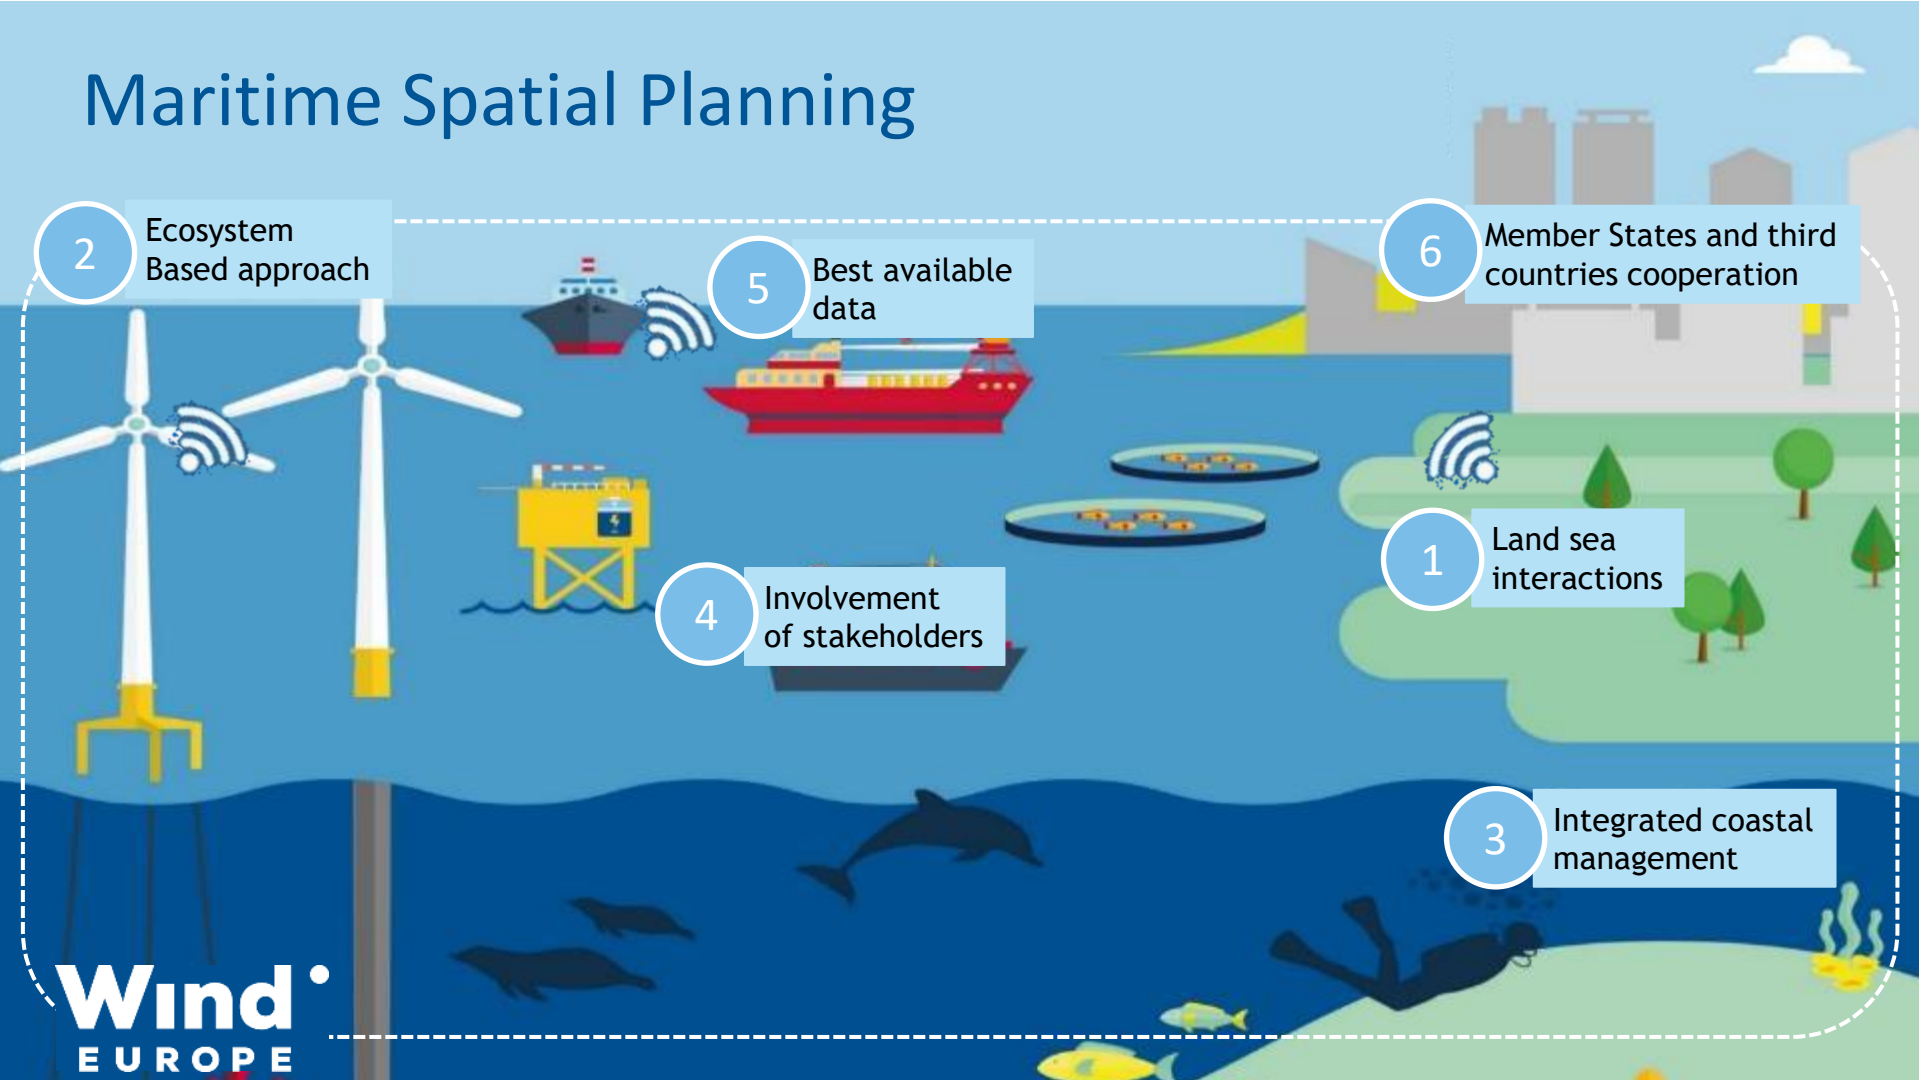 Maritime Spatial Planning
2
Ecosystem
Based approach
5
Best available
data
6
Member States and third
countries cooperation
1
Land sea
interactions
4
Involvement
of stakeholders
3
Integrated coastal
management
Wind
EUROPE